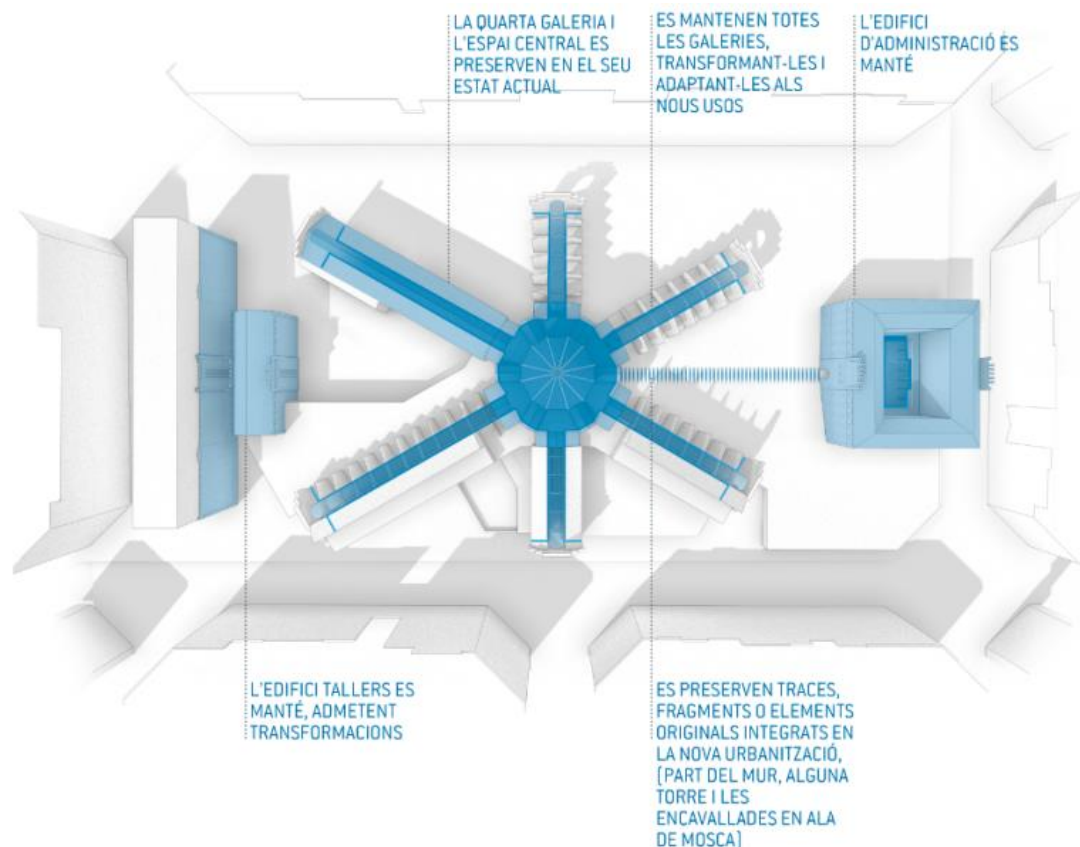 LA QUARTA GALERIA I
L'ESPAI CENTRAL ES
PRESERVEN EN EL SEU
ESTAT ACTUAL
ES MANTENEN TOTES
LES GALERIES,
TRANSFORMANT-LES I
ADAPTANT-LES ALS
NOUS USOS
L'EDIFICI
D'ADMINISTRACIÓ ES
MANTÉ
L'EDIFICI TALLERS ES
MANTÉ, ADMETENT
TRANSFORMACIONS
ES PRESERVEN TRACES,
FRAGMENTS O ELEMENTS
ORIGINALS INTEGRATS EN
LA NOVA URBANITZACIÓ,
(PART DEL MUR, ALGUNA
TORRE I LES
ENCAVALLADES EN ALA
DE MOSCA)